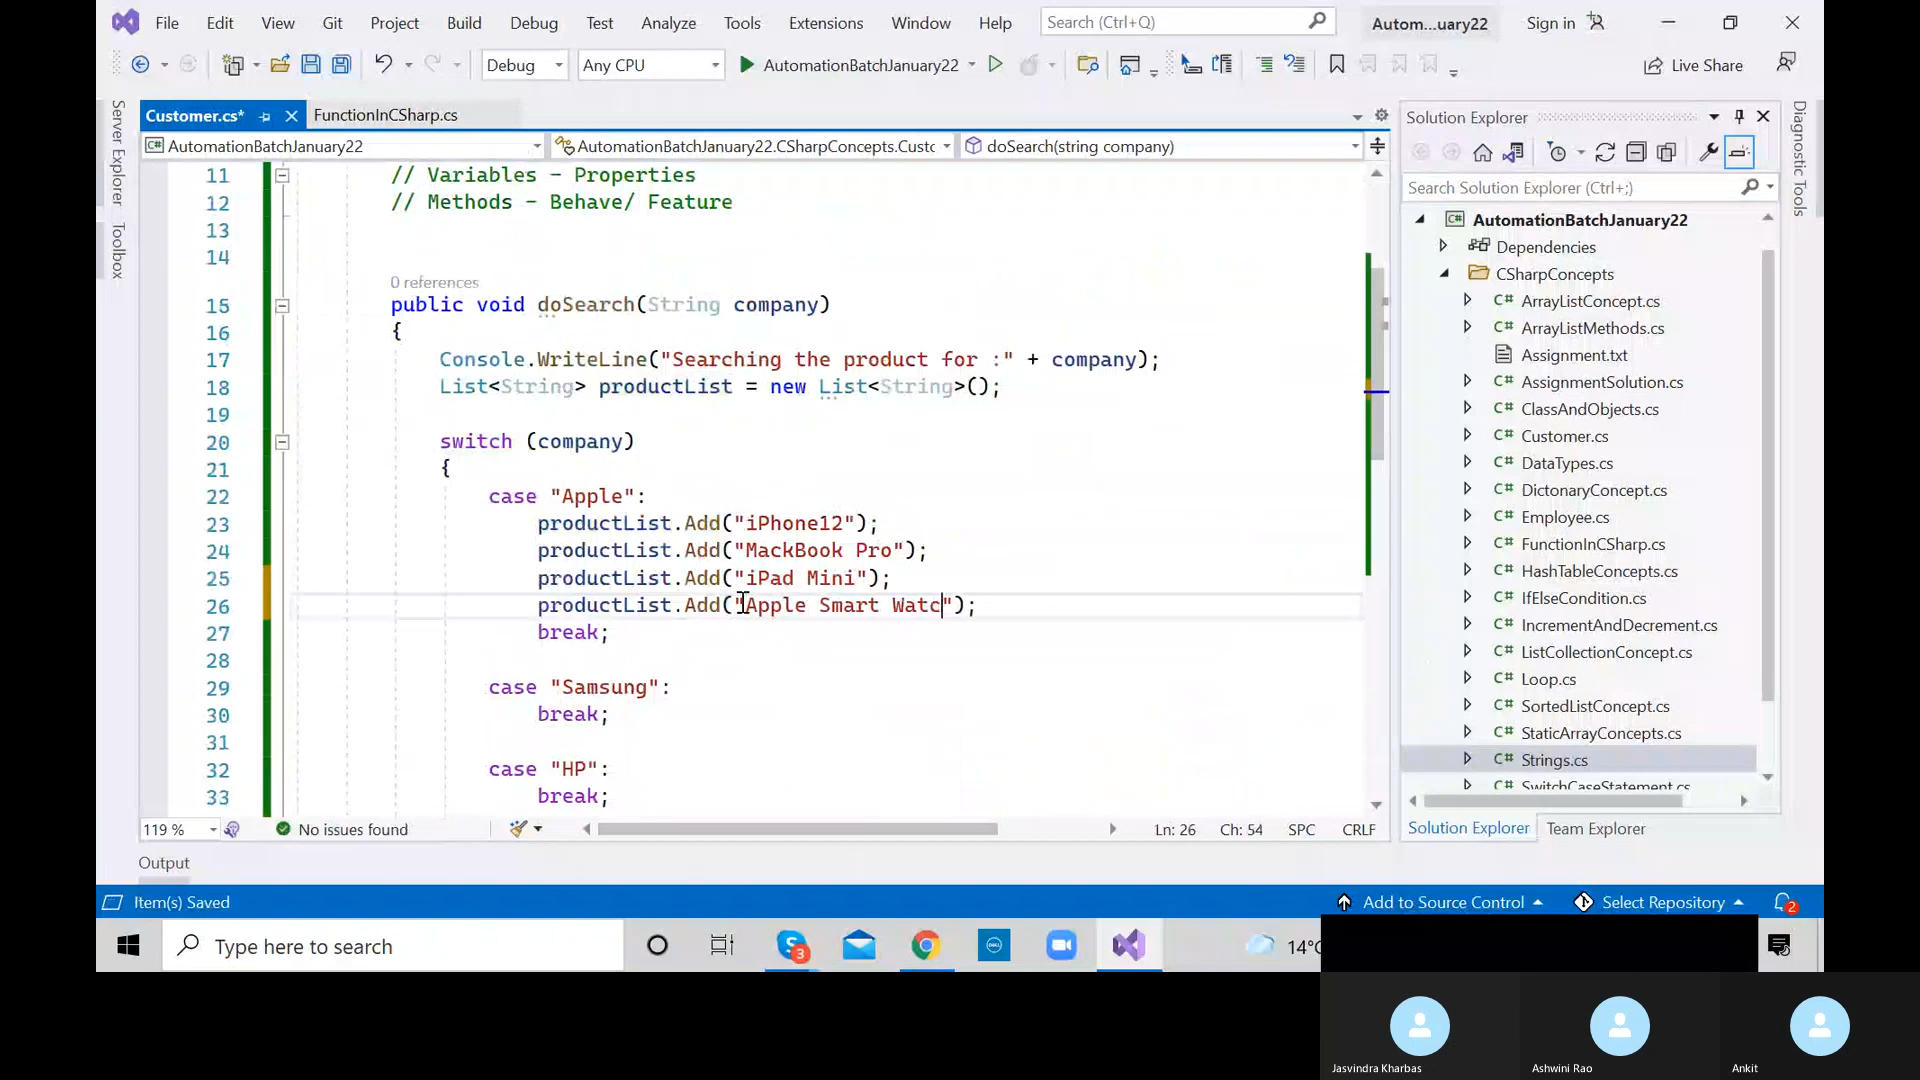 File Edit View Git Project Build Debug Test Analyze Tools Extensions Window Help Search (Ctrl+Q) Autom...uary22 Sign in
Debug Any CPU AutomationBatchJanuary22 Live Share
Customer.cs* FunctionInCSharp.cs
AutomationBatchJanuary22 AutomationBatchJanuary22.CSharpConcepts.Custc doSearch(string company)
11 // Variables - Properties
12 // Methods - Behave/ Feature
13
14
0 references
15 public void doSearch(String company)
16 {
17 Console.WriteLine("Searching the product for :" + company);
18 List<String> productList = new List<String>();
19
20 switch (company)
21 {
22 case "Apple":
23 productList.Add("iPhone12");
24 productList.Add("MackBook Pro");
25 productList.Add("iPad Mini");
26 productList.Add("Apple Smart Watc");
27 break;
28
29 case "Samsung":
30 break;
31
32 case "HP":
33 break;
119 % No issues found Ln: 26 Ch: 54 SPC CRLF
Output
Server Explorer
Toolbox
Solution Explorer
Search Solution Explorer (Ctrl+;)
AutomationBatchJanuary22
Dependencies
CSharpConcepts
C# ArrayListConcept.cs
C# ArrayListMethods.cs
Assignment.txt
C# AssignmentSolution.cs
C# ClassAndObjects.cs
C# Customer.cs
C# DataTypes.cs
C# DictonaryConcept.cs
C# Employee.cs
C# FunctionInCSharp.cs
C# HashTableConcepts.cs
C# IfElseCondition.cs
C# IncrementAndDecrement.cs
C# ListCollectionConcept.cs
C# Loop.cs
C# SortedListConcept.cs
C# StaticArrayConcepts.cs
C# Strings.cs
C# SwitchCaseStatement.cs
Solution Explorer Team Explorer
Diagnostic Tools
Item(s) Saved Add to Source Control Select Repository 2
Type here to search 3 DELL 14°C
Jasvindra Kharbas Ashwini Rao Ankit